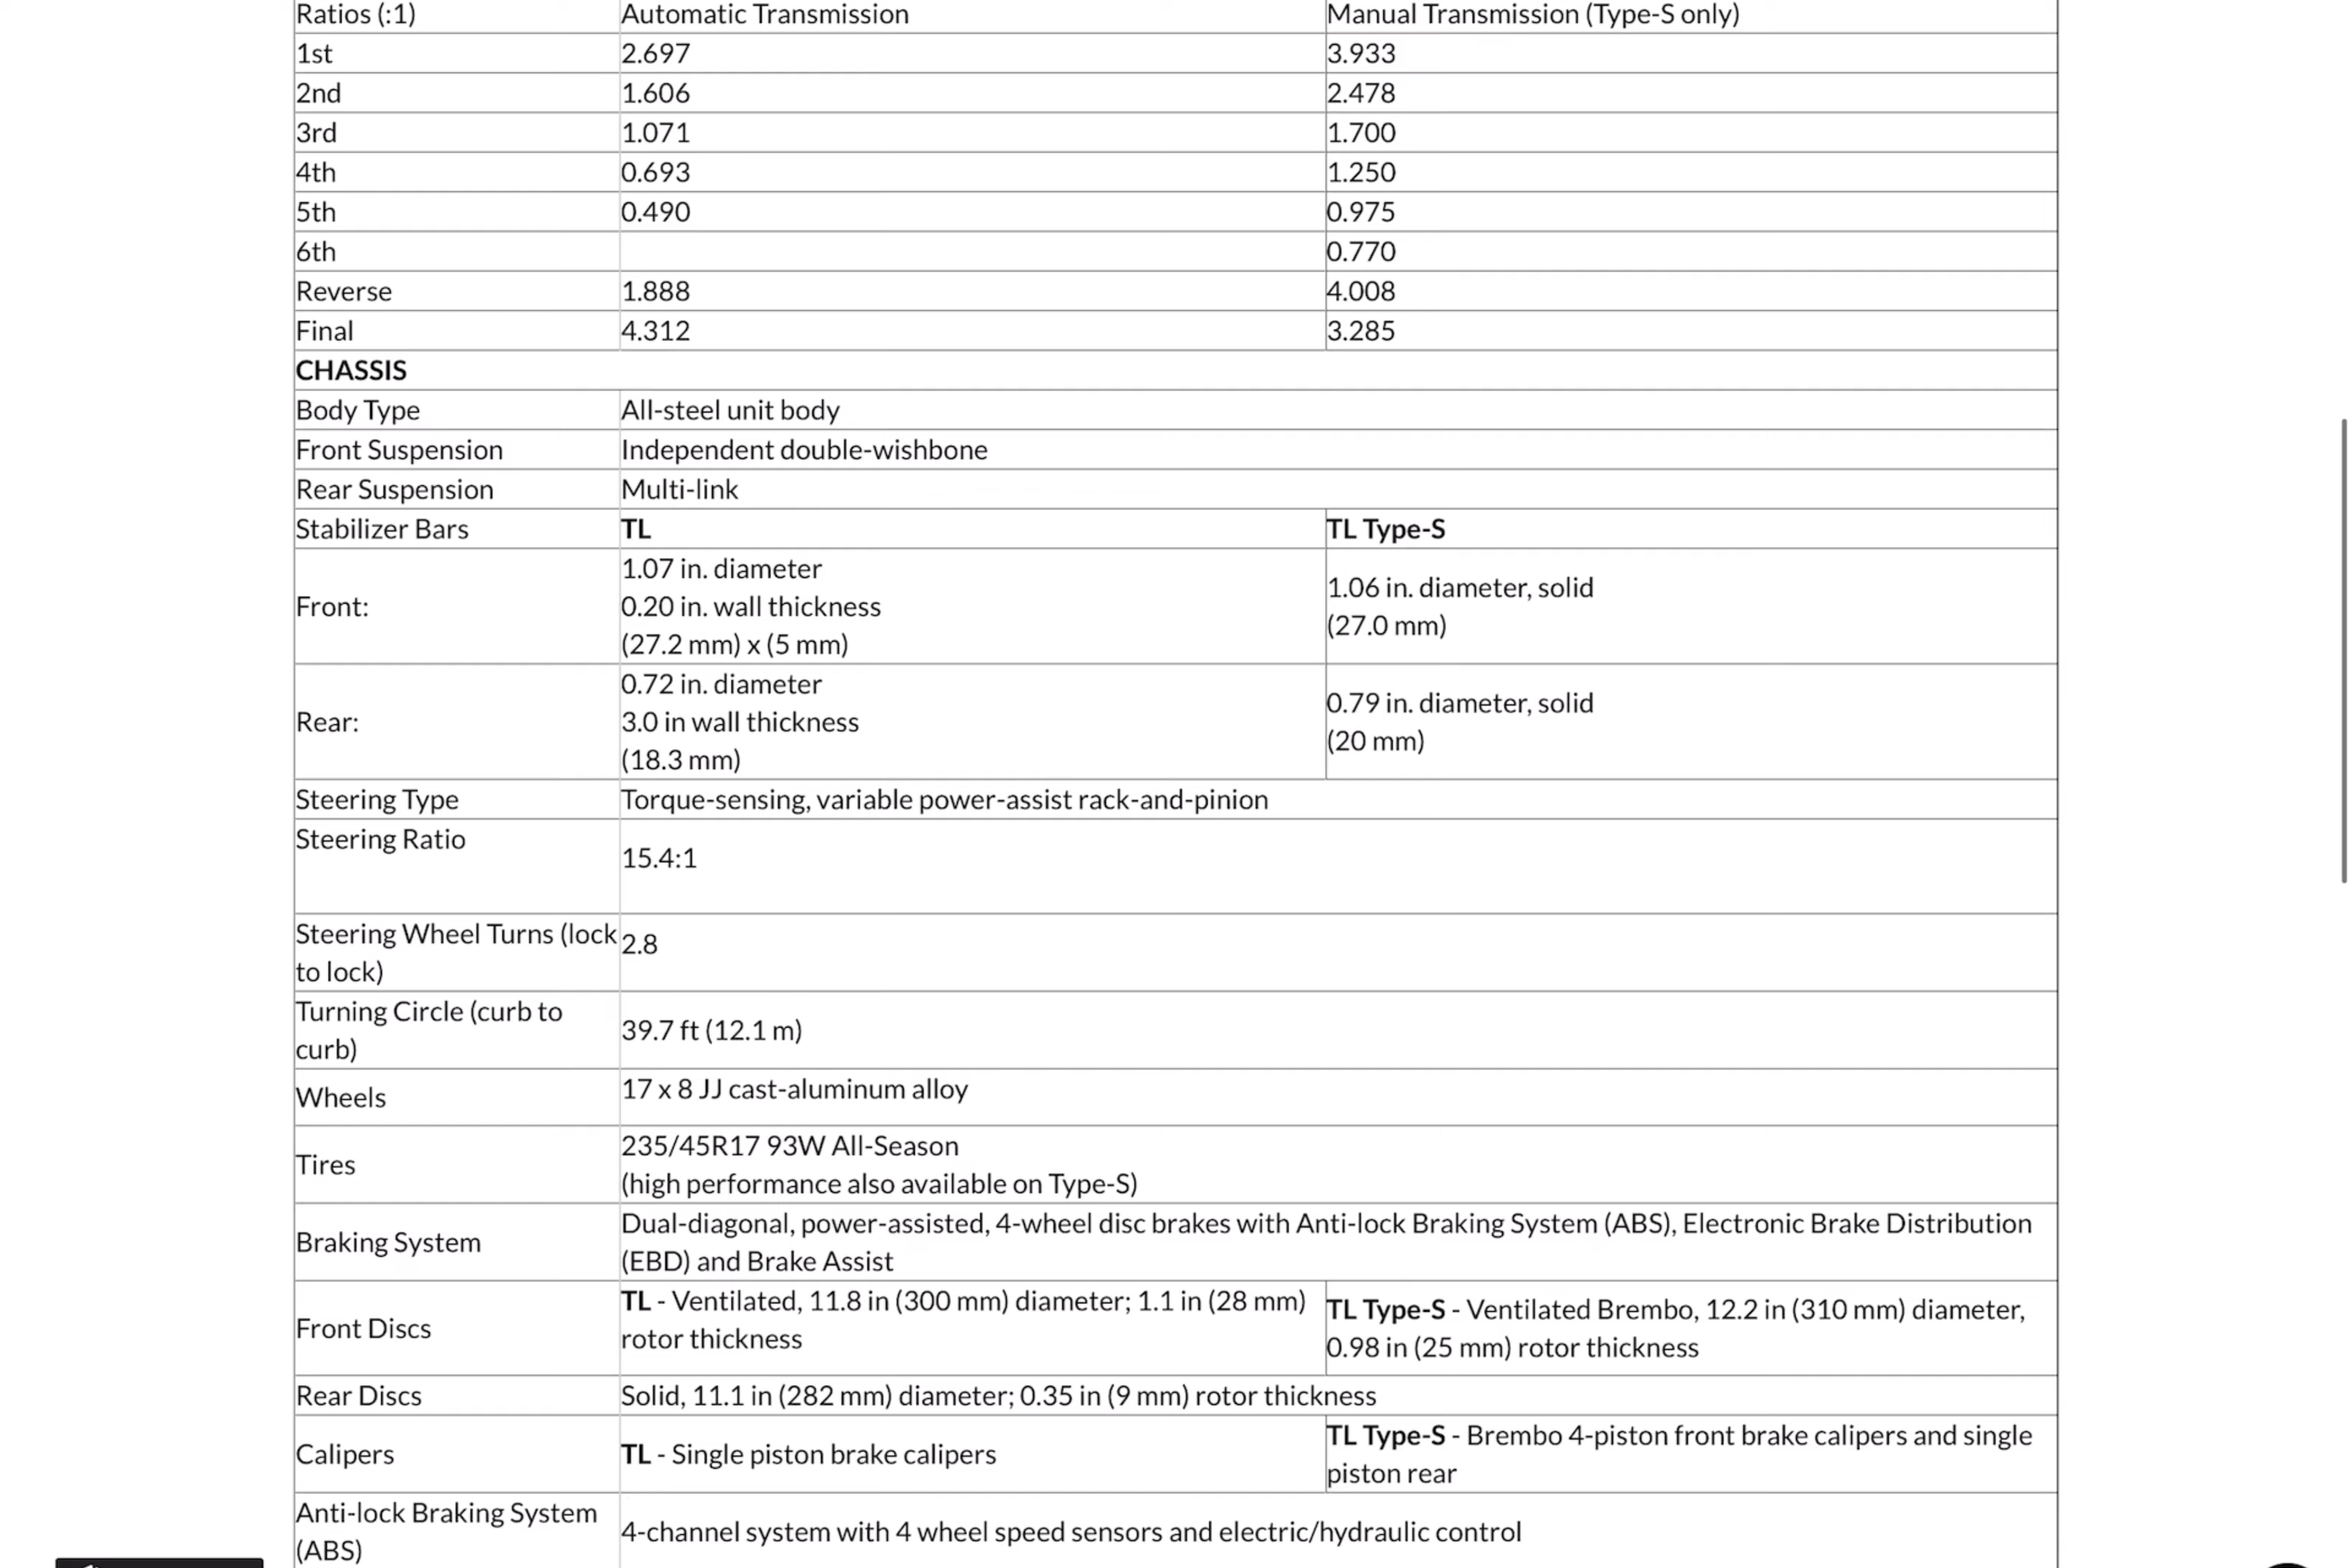 Ratios (:1) Automatic Transmission Manual Transmission (Type-S only)
1st 2.697 3.933
2nd 1.606 2.478
3rd 1.071 1.700
4th 0.693 1.250
5th 0.490 0.975
6th 0.770
Reverse 1.888 4.008
Final 4.312 3.285
CHASSIS
Body Type All-steel unit body
Front Suspension Independent double-wishbone
Rear Suspension Multi-link
Stabilizer Bars TL TL Type-S
Front:
1.07 in. diameter
0.20 in. wall thickness
(27.2 mm) x (5 mm)
1.06 in. diameter, solid
(27.0 mm)
Rear:
0.72 in. diameter
3.0 in wall thickness
(18.3 mm)
0.79 in. diameter, solid
(20 mm)
Steering Type Torque-sensing, variable power-assist rack-and-pinion
Steering Ratio 15.4:1
Steering Wheel Turns (lock
to lock)
2.8
Turning Circle (curb to
curb)
39.7 ft (12.1 m)
Wheels 17 x 8 JJ cast-aluminum alloy
Tires
235/45R17 93W All-Season
(high performance also available on Type-S)
Braking System
Dual-diagonal, power-assisted, 4-wheel disc brakes with Anti-lock Braking System (ABS), Electronic Brake Distribution
(EBD) and Brake Assist
Front Discs
TL - Ventilated, 11.8 in (300 mm) diameter; 1.1 in (28 mm)
rotor thickness
TL Type-S - Ventilated Brembo, 12.2 in (310 mm) diameter,
0.98 in (25 mm) rotor thickness
Rear Discs Solid, 11.1 in (282 mm) diameter; 0.35 in (9 mm) rotor thickness
Calipers
TL - Single piston brake calipers
TL Type-S - Brembo 4-piston front brake calipers and single
piston rear
Anti-lock Braking System
(ABS)
4-channel system with 4 wheel speed sensors and electric/hydraulic control